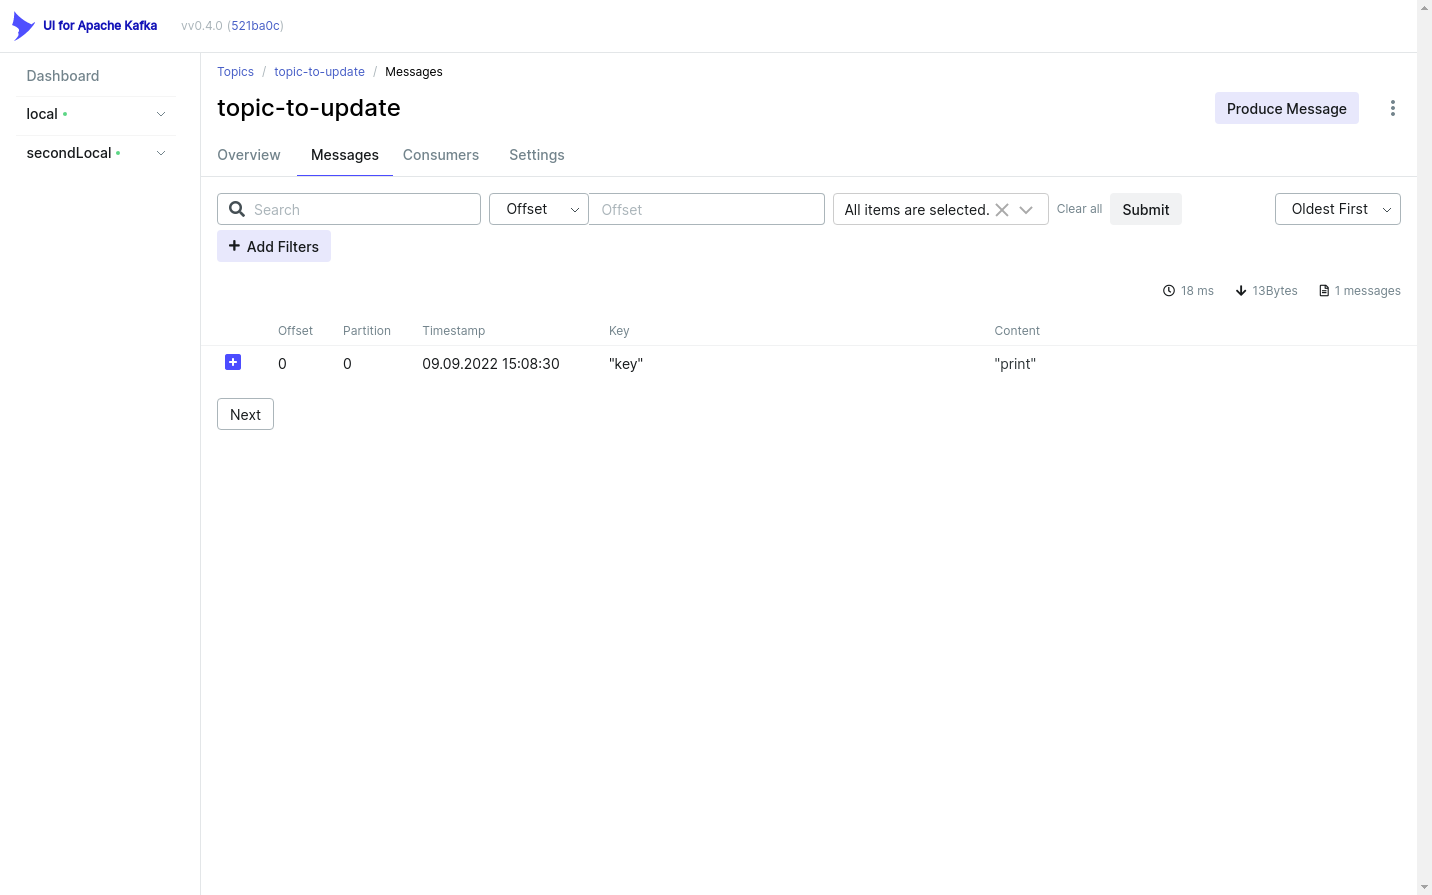 UI for Apache Kafka vv0.4.0 (521ba0c)
Dashboard
local
secondLocal
Topics / topic-to-update / Messages
topic-to-update
Produce Message
Overview Messages Consumers Settings
Search Offset Offset All items are selected. Clear all Submit Oldest First
Add Filters
18 ms 13Bytes 1 messages
Offset Partition Timestamp Key Content
0 0 09.09.2022 15:08:30 "key" "print"
Next